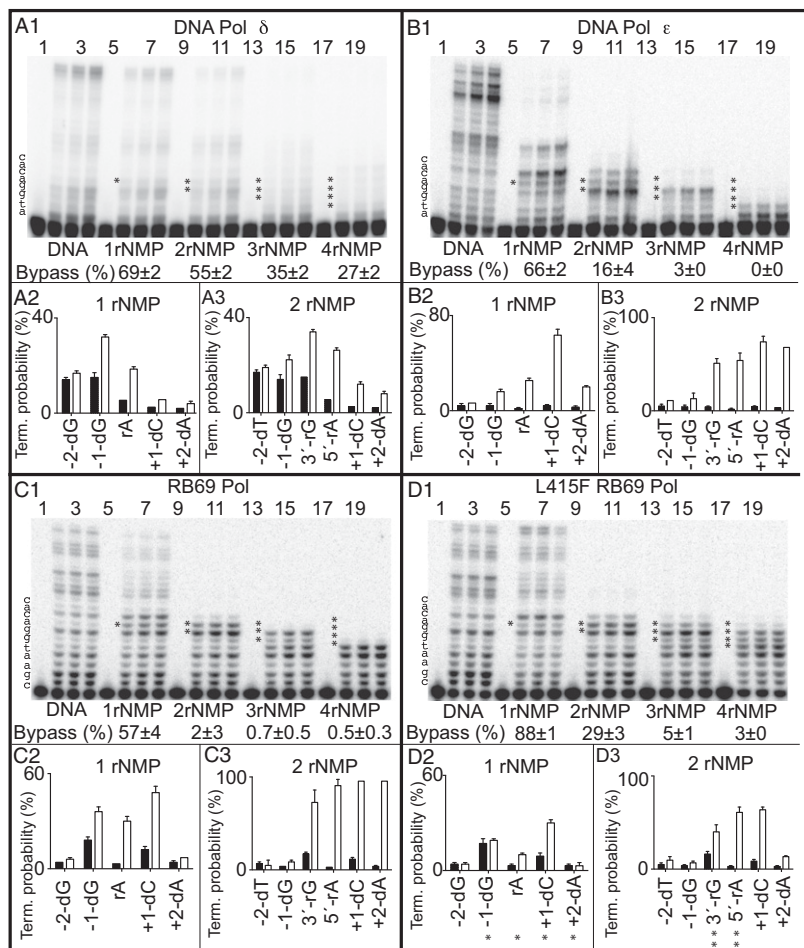 A1 DNA Pol δ
1 3 5 7 9 11 13 15 17 19
DNA 1rNMP 2rNMP 3rNMP 4rNMP
Bypass (%) 69±2 55±2 35±2 27±2
A2 1 rNMP
Term. probability (%)
40
0
-2-dG -1-dG rA +1-dC +2-dA
A3 2 rNMP
Term. probability (%)
40
0
-2-dT -1-dG 3´-rG 5´-rA +1-dC +2-dA
B1 DNA Pol ε
1 3 5 7 9 11 13 15 17 19
DNA 1rNMP 2rNMP 3rNMP 4rNMP
Bypass (%) 66±2 16±4 3±0 0±0
B2 1 rNMP
Term. probability (%)
80
0
-2-dG -1-dG rA +1-dC +2-dA
B3 2 rNMP
Term. probability (%)
100
0
-2-dT -1-dG 3´-rG 5´-rA +1-dC +2-dA
C1 RB69 Pol
1 3 5 7 9 11 13 15 17 19
DNA 1rNMP 2rNMP 3rNMP 4rNMP
Bypass (%) 57±4 2±3 0.7±0.5 0.5±0.3
C2 1 rNMP
Term. probability (%)
60
0
-2-dG -1-dG rA +1-dC +2-dA
C3 2 rNMP
Term. probability (%)
100
0
-2-dT -1-dG 3´-rG 5´-rA +1-dC +2-dA
D1 L415F RB69 Pol
1 3 5 7 9 11 13 15 17 19
DNA 1rNMP 2rNMP 3rNMP 4rNMP
Bypass (%) 88±1 29±3 5±1 3±0
D2 1 rNMP
Term. probability (%)
60
0
-2-dG * -1-dG * rA * +1-dC * +2-dA
D3 2 rNMP
Term. probability (%)
100
0
-2-dT -1-dG ** 3´-rG ** 5´-rA +1-dC +2-dA